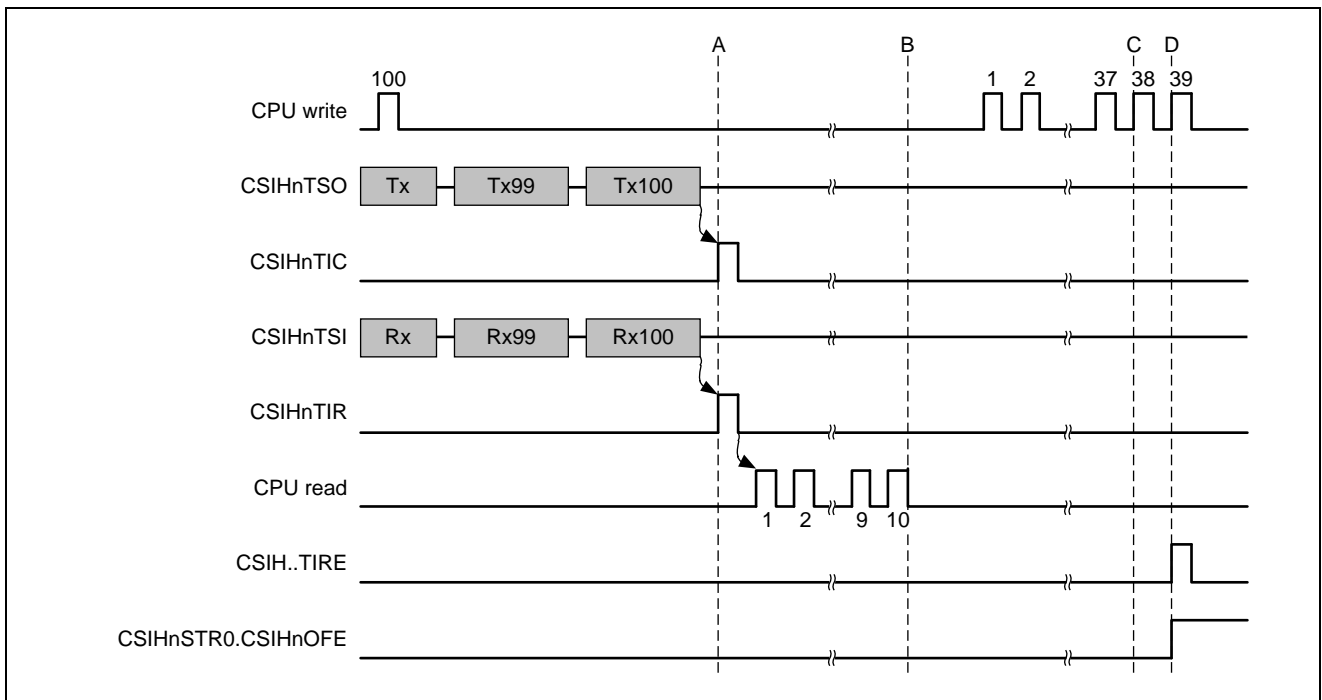 A B C D
100 1 2 37 38 39
CPU write
CSIHnTSO Tx Tx99 Tx100
CSIHnTIC
CSIHnTSI Rx Rx99 Rx100
CSIHnTIR
CPU read
1 2 9 10
CSIH..TIRE
CSIHnSTR0.CSIHnOFE